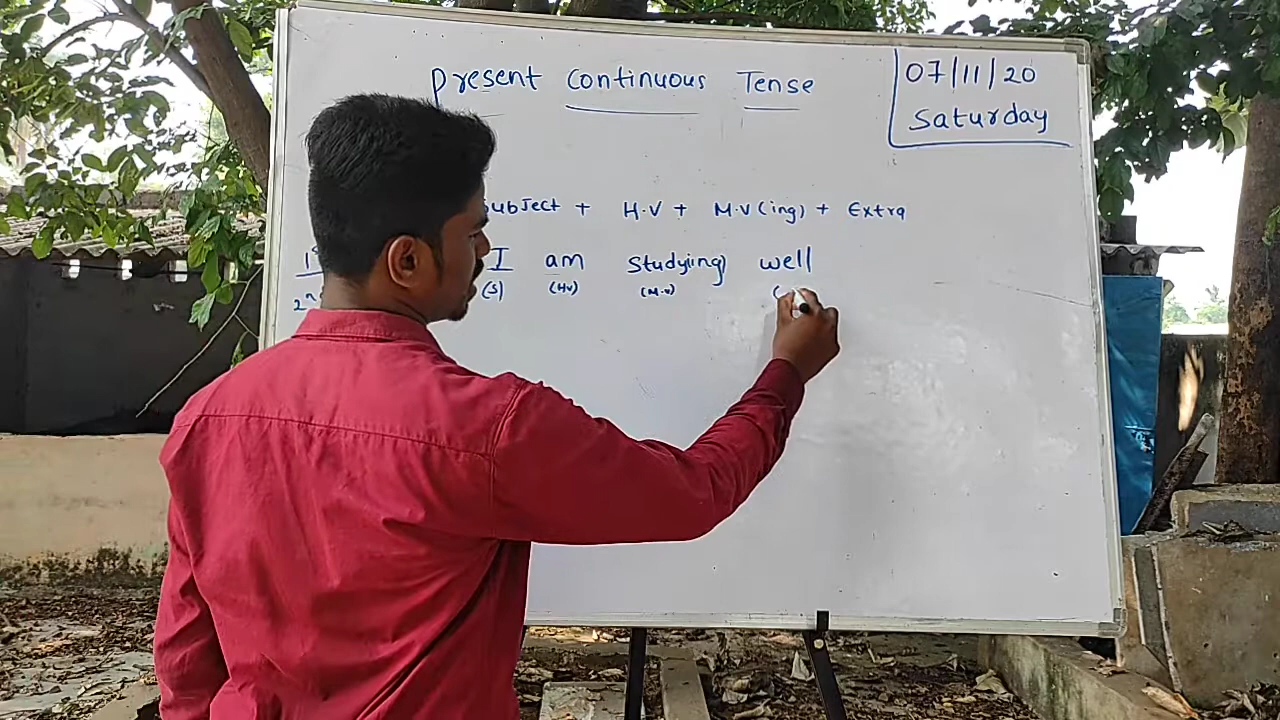 Present Continuous Tense
07/11/20
Saturday
Subject + H.V + M.V(ing) + Extra
I am Studying well
(S) (HV) (M.V) (